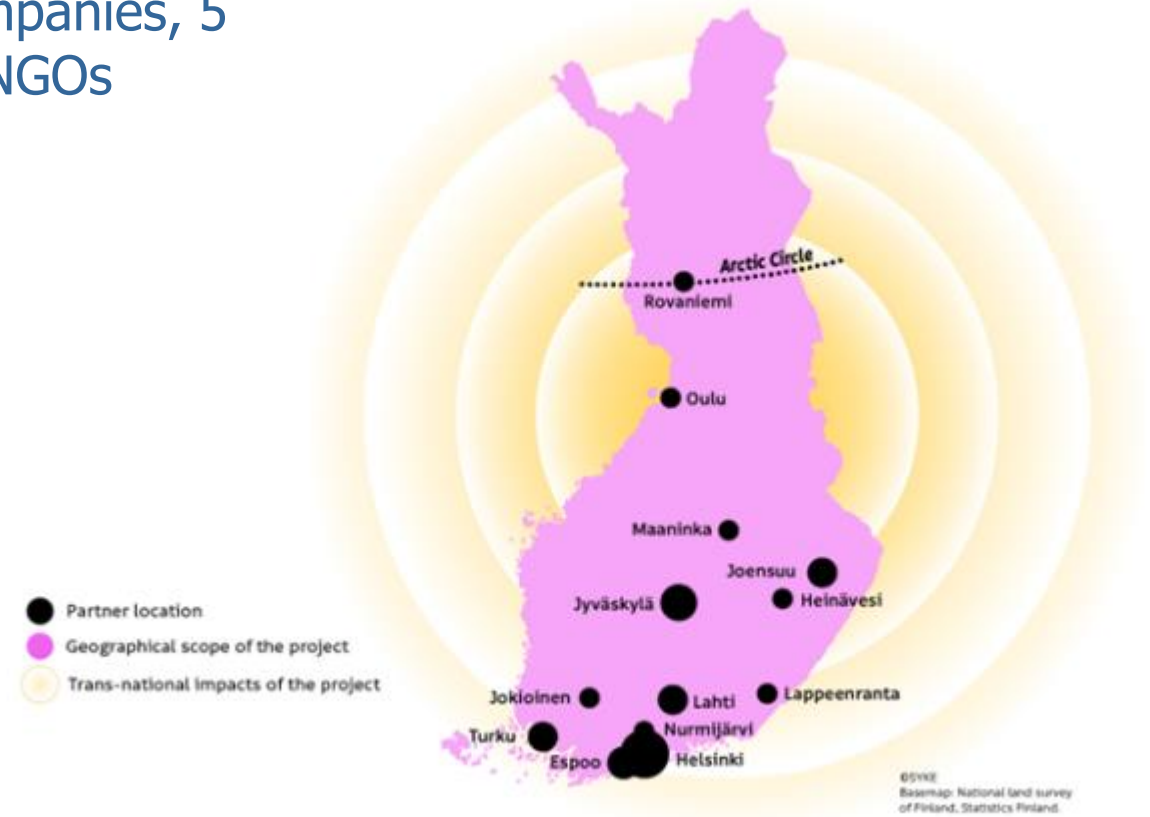 mpanies, 5
NGOs
Arctic Circle
Rovaniemi
Oulu
Maaninka
Joensuu
Jyväskylä
Heinävesi
Partner location
Geographical scope of the project
Trans-national impacts of the project
Jokioinen
Lahti
Lappeenranta
Nurmijärvi
Turku
Espoo
Helsinki
©SYKE
Basemap: National land survey
of Finland, Statistics Finland.